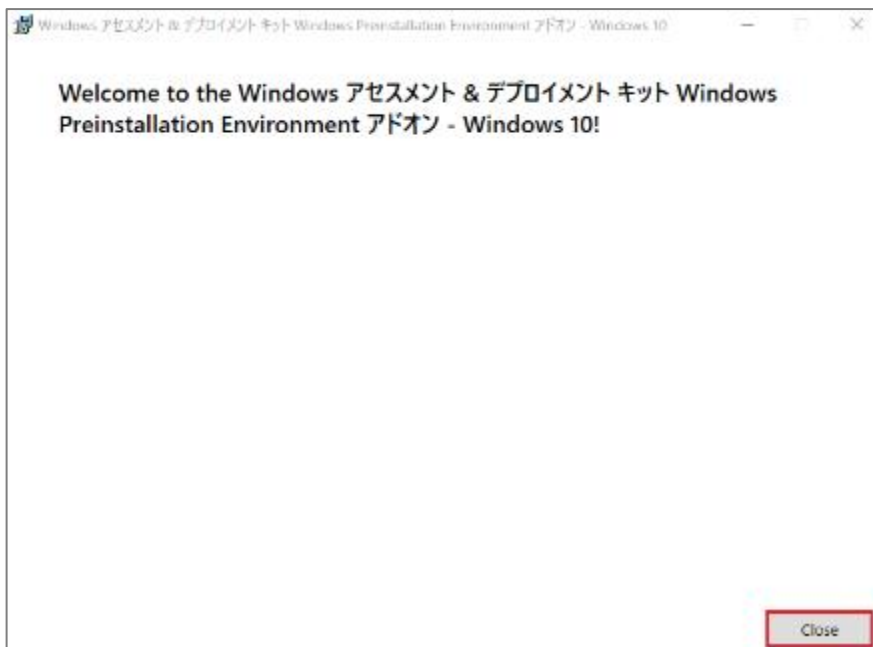 Windows アセスメント & デプロイメント キット Windows Preinstallation Environment アドオン - Windows 10
Welcome to the Windows アセスメント & デプロイメント キット Windows
Preinstallation Environment アドオン - Windows 10!
Close